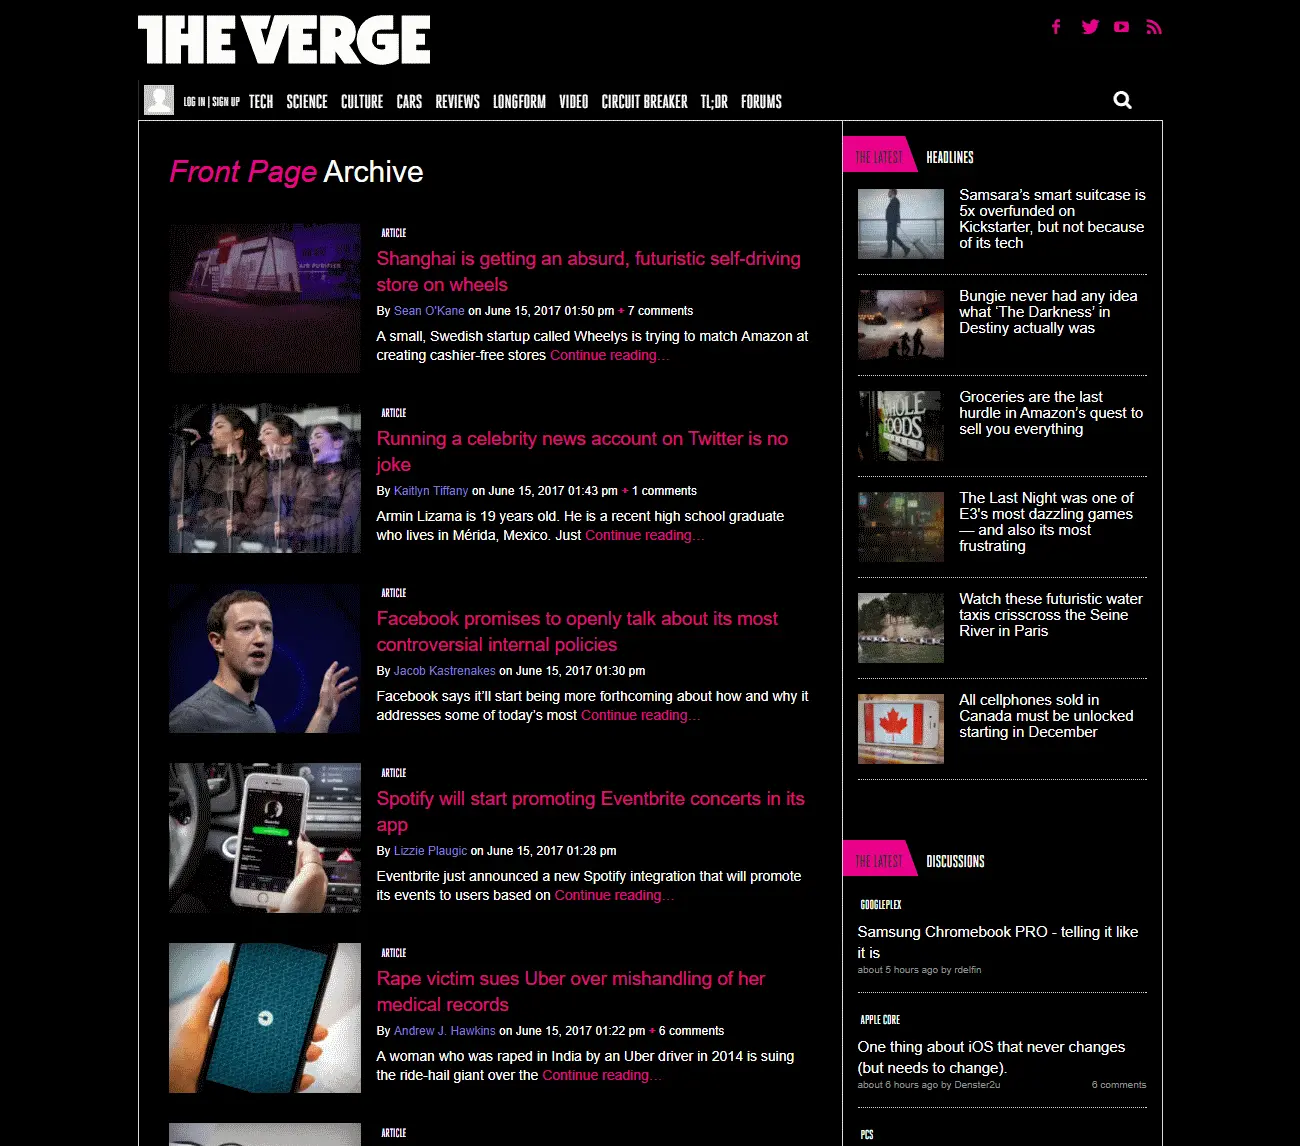 THE VERGE
LOG IN | SIGN UP TECH SCIENCE CULTURE CARS REVIEWS LONGFORM VIDEO CIRCUIT BREAKER TL;DR FORUMS
Front Page Archive
ARTICLE
Shanghai is getting an absurd, futuristic self-driving
store on wheels
By Sean O'Kane on June 15, 2017 01:50 pm + 7 comments
A small, Swedish startup called Wheelys is trying to match Amazon at
creating cashier-free stores Continue reading…
AIR PURIFIER
ARTICLE
Running a celebrity news account on Twitter is no
joke
By Kaitlyn Tiffany on June 15, 2017 01:43 pm + 1 comments
Armin Lizama is 19 years old. He is a recent high school graduate
who lives in Mérida, Mexico. Just Continue reading…
ARTICLE
Facebook promises to openly talk about its most
controversial internal policies
By Jacob Kastrenakes on June 15, 2017 01:30 pm
Facebook says it’ll start being more forthcoming about how and why it
addresses some of today’s most Continue reading…
ARTICLE
Spotify will start promoting Eventbrite concerts in its
app
By Lizzie Plaugic on June 15, 2017 01:28 pm
Eventbrite just announced a new Spotify integration that will promote
its events to users based on Continue reading…
ARTICLE
Rape victim sues Uber over mishandling of her
medical records
By Andrew J. Hawkins on June 15, 2017 01:22 pm + 6 comments
A woman who was raped in India by an Uber driver in 2014 is suing
the ride-hail giant over the Continue reading…
ARTICLE
THE LATEST HEADLINES
Samsara’s smart suitcase is
5x overfunded on
Kickstarter, but not because
of its tech
Bungie never had any idea
what ‘The Darkness’ in
Destiny actually was
WHOLE
FOODS
Groceries are the last
hurdle in Amazon’s quest to
sell you everything
The Last Night was one of
E3's most dazzling games
— and also its most
frustrating
Watch these futuristic water
taxis crisscross the Seine
River in Paris
All cellphones sold in
Canada must be unlocked
starting in December
THE LATEST DISCUSSIONS
GOOGLEPLEX
Samsung Chromebook PRO - telling it like
it is
about 5 hours ago by rdelfin
APPLE CORE
One thing about iOS that never changes
(but needs to change).
about 6 hours ago by Denster2u 6 comments
PCS